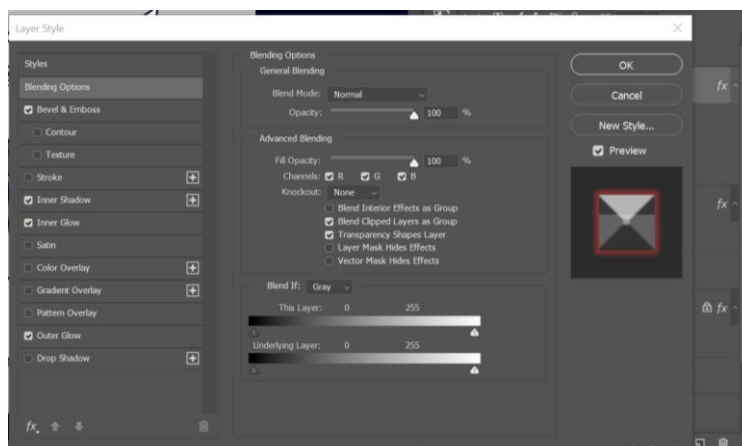 Layer Style
Styles
Blending Options
Bevel & Emboss
Contour
Texture
Stroke
Inner Shadow
Inner Glow
Satin
Color Overlay
Gradient Overlay
Pattern Overlay
Outer Glow
Drop Shadow
fx
Blending Options
General Blending
Blend Mode: Normal
Opacity: 100 %
Advanced Blending
Fill Opacity: 100 %
Channels: R G B
Knockout: None
Blend Interior Effects as Group
Blend Clipped Layers as Group
Transparency Shapes Layer
Layer Mask Hides Effects
Vector Mask Hides Effects
Blend If: Gray
This Layer: 0 255
Underlying Layer: 0 255
OK
Cancel
New Style...
Preview
fx
fx
fx